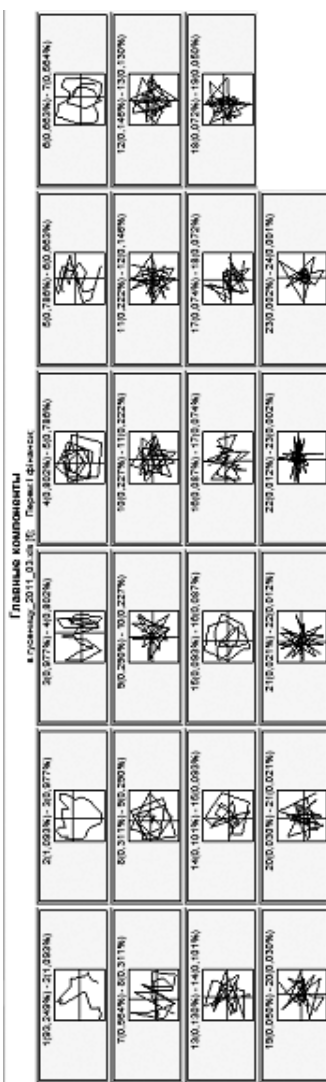 Главные компоненты
1(93,249%) - 2(1,093%)
2(1,093%) - 3(0,977%)
3(0,977%) - 4(0,802%)
4(0,802%) - 5(0,786%)
5(0,786%) - 6(0,663%)
6(0,663%) - 7(0,564%)
7(0,564%) - 8(0,311%)
8(0,311%) - 9(0,290%)
9(0,290%) - 10(0,227%)
10(0,227%) - 11(0,222%)
11(0,222%) - 12(0,146%)
12(0,146%) - 13(0,130%)
13(0,130%) - 14(0,101%)
14(0,101%) - 15(0,093%)
15(0,093%) - 16(0,087%)
16(0,087%) - 17(0,074%)
17(0,074%) - 18(0,072%)
18(0,072%) - 19(0,050%)
19(0,050%) - 20(0,030%)
20(0,030%) - 21(0,021%)
21(0,021%) - 22(0,012%)
22(0,012%) - 23(0,002%)
23(0,002%) - 24(0,001%)